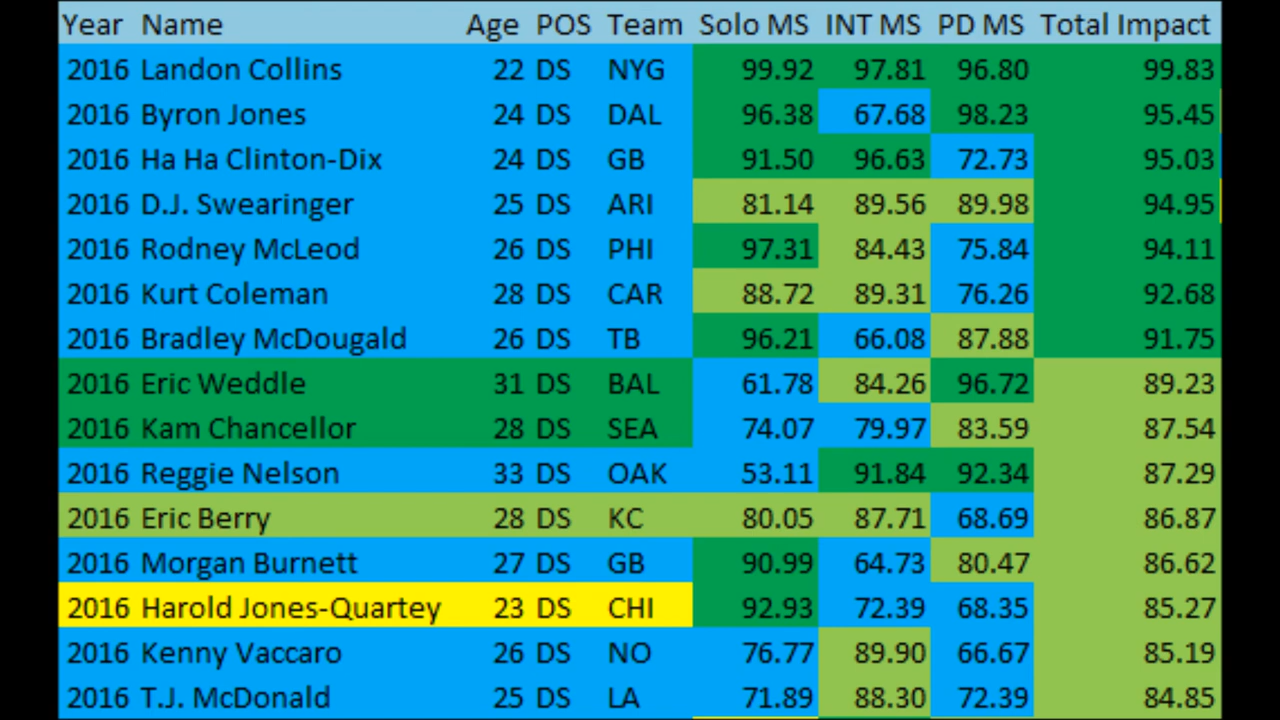 Year Name Age POS Team Solo MS INT MS PD MS Total Impact
2016 Landon Collins 22 DS NYG 99.92 97.81 96.80 99.83
2016 Byron Jones 24 DS DAL 96.38 67.68 98.23 95.45
2016 Ha Ha Clinton-Dix 24 DS GB 91.50 96.63 72.73 95.03
2016 D.J. Swearinger 25 DS ARI 81.14 89.56 89.98 94.95
2016 Rodney McLeod 26 DS PHI 97.31 84.43 75.84 94.11
2016 Kurt Coleman 28 DS CAR 88.72 89.31 76.26 92.68
2016 Bradley McDougald 26 DS TB 96.21 66.08 87.88 91.75
2016 Eric Weddle 31 DS BAL 61.78 84.26 96.72 89.23
2016 Kam Chancellor 28 DS SEA 74.07 79.97 83.59 87.54
2016 Reggie Nelson 33 DS OAK 53.11 91.84 92.34 87.29
2016 Eric Berry 28 DS KC 80.05 87.71 68.69 86.87
2016 Morgan Burnett 27 DS GB 90.99 64.73 80.47 86.62
2016 Harold Jones-Quartey 23 DS CHI 92.93 72.39 68.35 85.27
2016 Kenny Vaccaro 26 DS NO 76.77 89.90 66.67 85.19
2016 T.J. McDonald 25 DS LA 71.89 88.30 72.39 84.85